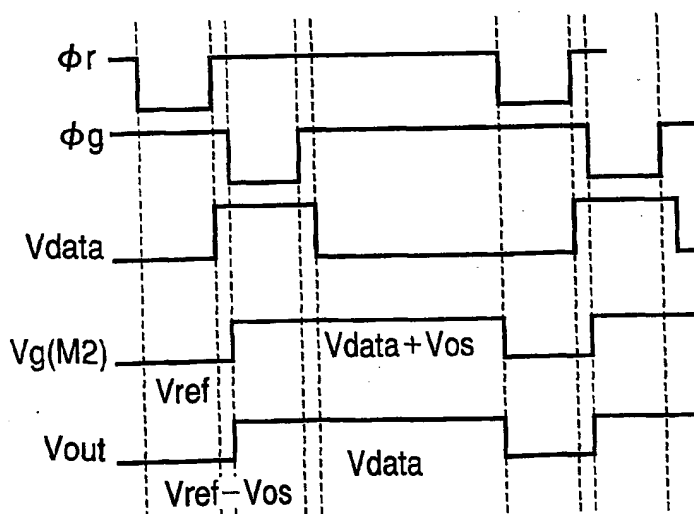 ϕr
ϕg
Vdata
Vg(M2)
Vdata+Vos
Vref
Vout
Vdata
Vref−Vos